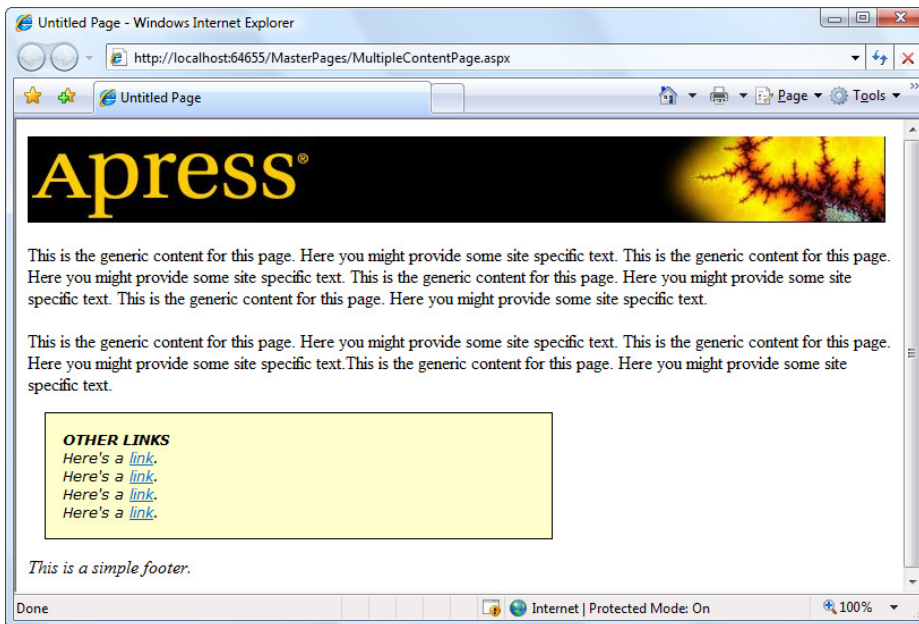 Untitled Page - Windows Internet Explorer
http://localhost:64655/MasterPages/MultipleContentPage.aspx
Untitled Page
Page
Tools
Apress®
This is the generic content for this page. Here you might provide some site specific text. This is the generic content for this page.
Here you might provide some site specific text. This is the generic content for this page. Here you might provide some site
specific text. This is the generic content for this page. Here you might provide some site specific text.
This is the generic content for this page. Here you might provide some site specific text. This is the generic content for this page.
Here you might provide some site specific text.This is the generic content for this page. Here you might provide some site
specific text.
OTHER LINKS
Here's a link.
Here's a link.
Here's a link.
Here's a link.
This is a simple footer.
Done
Internet | Protected Mode: On
100%